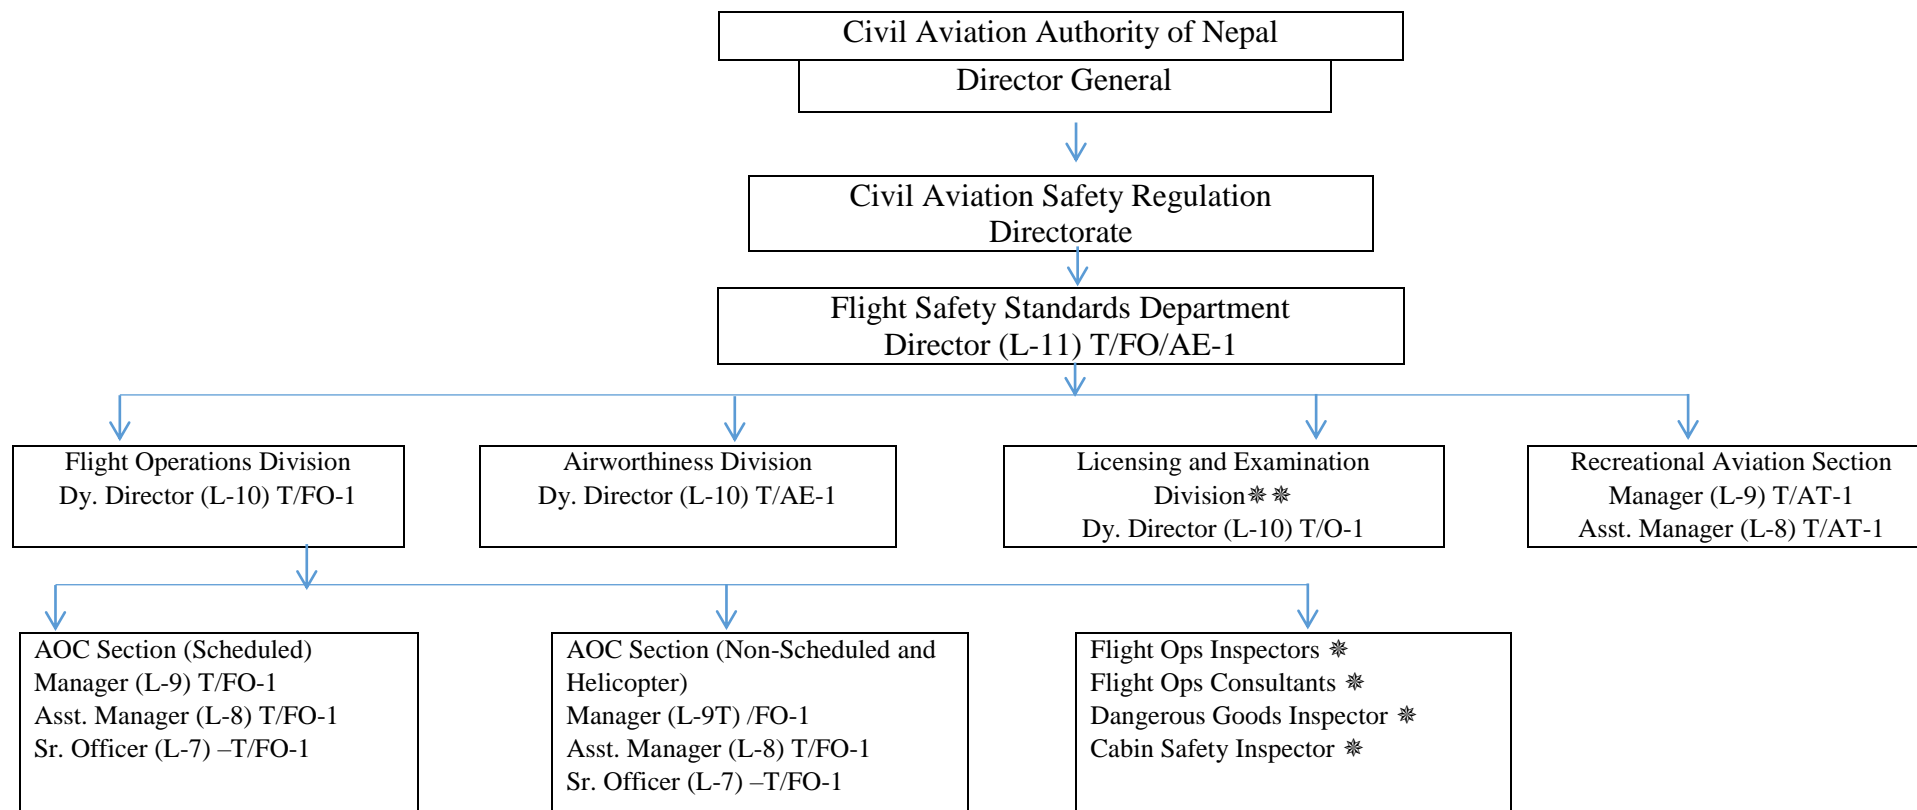 Civil Aviation Authority of Nepal
Director General
Civil Aviation Safety Regulation
Directorate
Flight Safety Standards Department
Director (L-11) T/FO/AE-1
Flight Operations Division
Dy. Director (L-10) T/FO-1
Airworthiness Division
Dy. Director (L-10) T/AE-1
Licensing and Examination
Division✵ ✵
Dy. Director (L-10) T/O-1
Recreational Aviation Section
Manager (L-9) T/AT-1
Asst. Manager (L-8) T/AT-1
AOC Section (Scheduled)
Manager (L-9) T/FO-1
Asst. Manager (L-8) T/FO-1
Sr. Officer (L-7) –T/FO-1
AOC Section (Non-Scheduled and
Helicopter)
Manager (L-9T) /FO-1
Asst. Manager (L-8) T/FO-1
Sr. Officer (L-7) –T/FO-1
Flight Ops Inspectors ✵
Flight Ops Consultants ✵
Dangerous Goods Inspector ✵
Cabin Safety Inspector ✵